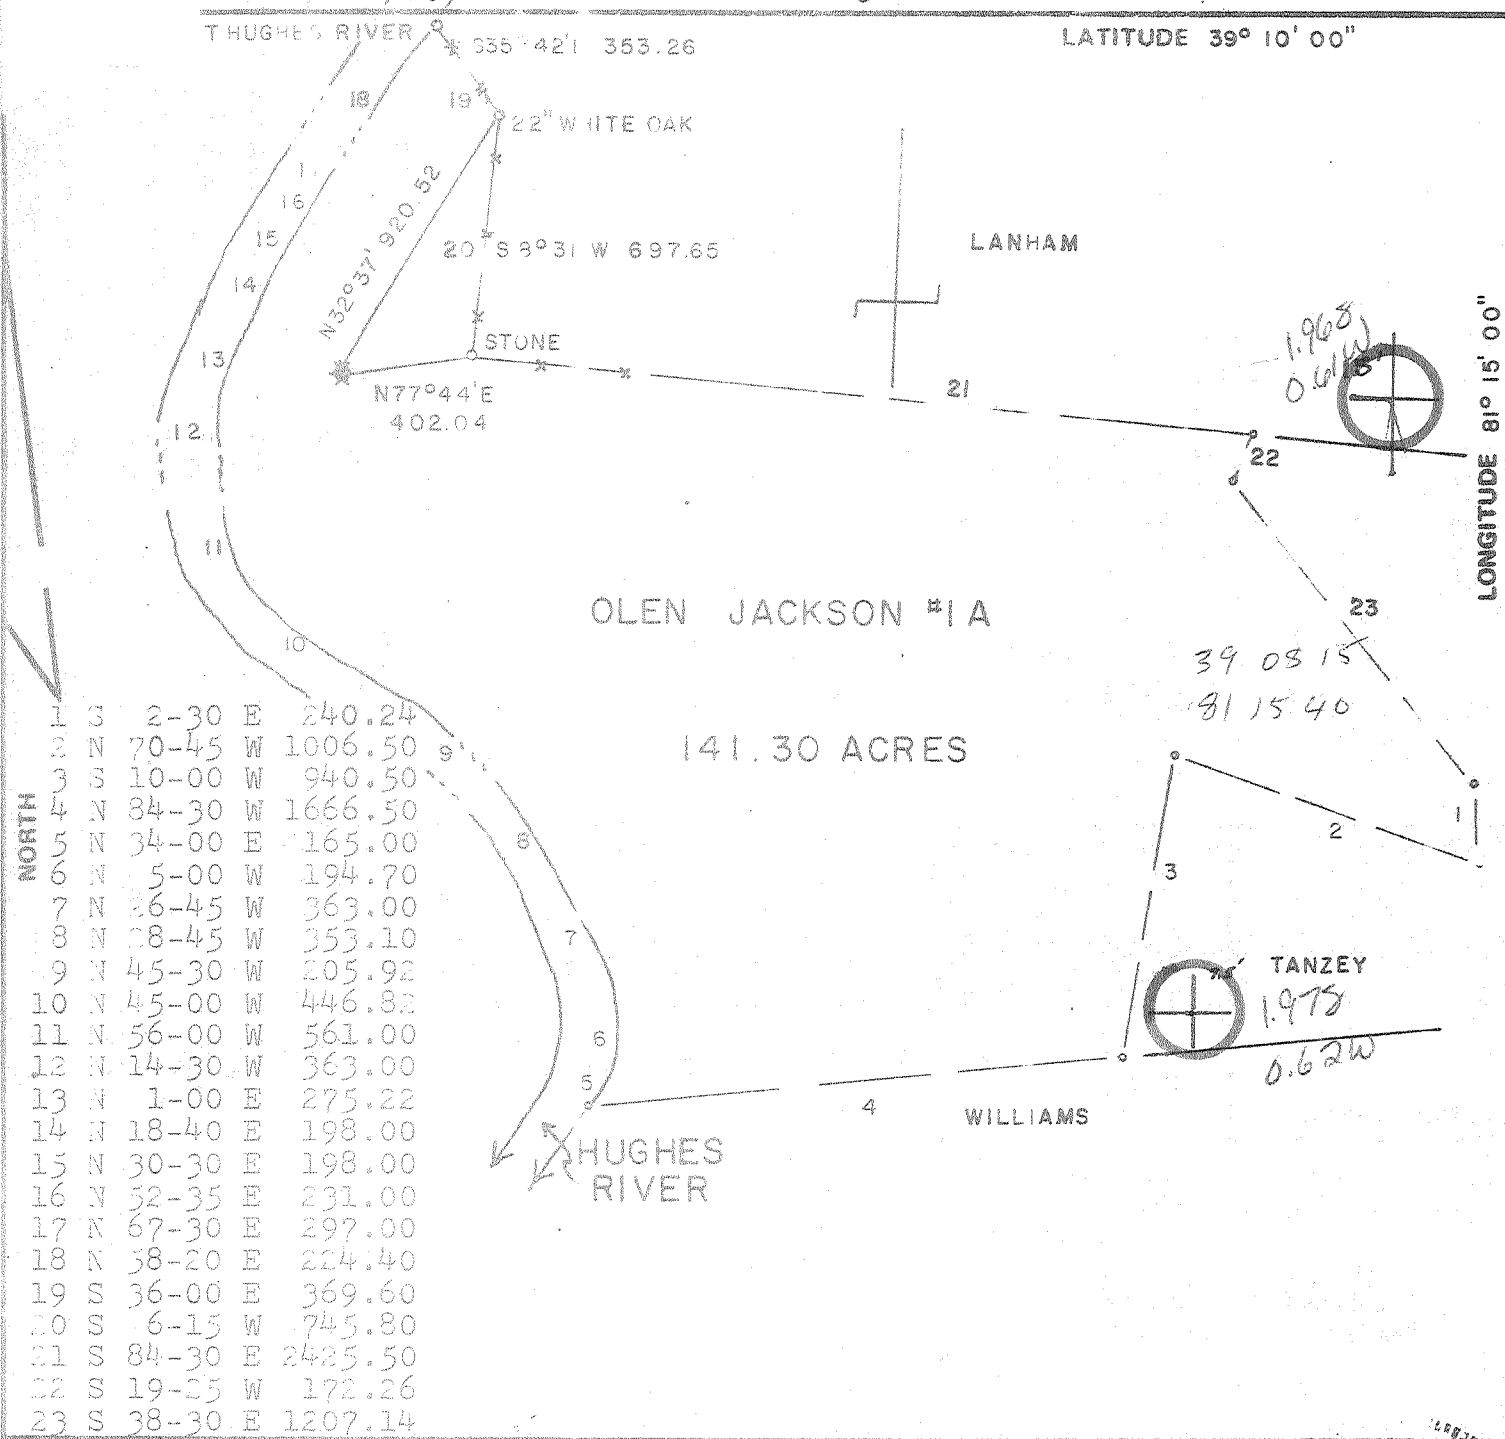 T HUGHES RIVER
S35 42'1 353.26
LATITUDE 39° 10' 00"
18
19
22" WHITE OAK
1
16
N32°37' 920.52
15
20 S 8°31 W 697.65
LANHAM
14
STONE
13
N77°44'E
402.04
21
1.968
0.61W
LONGITUDE 81° 15' 00"
12
22
11
OLEN JACKSON #1A
23
10
39 08 15
81 15 40
141.30 ACRES
9
8
1
2
3
7
TANZEY
1.978
0.62W
6
5
4
WILLIAMS
HUGHES
RIVER
NORTH
1 S 2-30 E 240.24
2 N 70-45 W 1006.50
3 S 10-00 W 940.50
4 N 84-30 W 1666.50
5 N 34-00 E 165.00
6 N 5-00 W 194.70
7 N 26-45 W 363.00
8 N 28-45 W 353.10
9 N 45-30 W 205.92
10 N 45-00 W 446.82
11 N 56-00 W 561.00
12 N 14-30 W 363.00
13 N 1-00 E 275.22
14 N 18-40 E 198.00
15 N 30-30 E 198.00
16 N 52-35 E 231.00
17 N 67-30 E 297.00
18 N 38-20 E 224.40
19 S 36-00 E 369.60
20 S 6-15 W 745.80
21 S 84-30 E 2425.50
22 S 19-25 W 172.26
23 S 38-30 E 1207.14